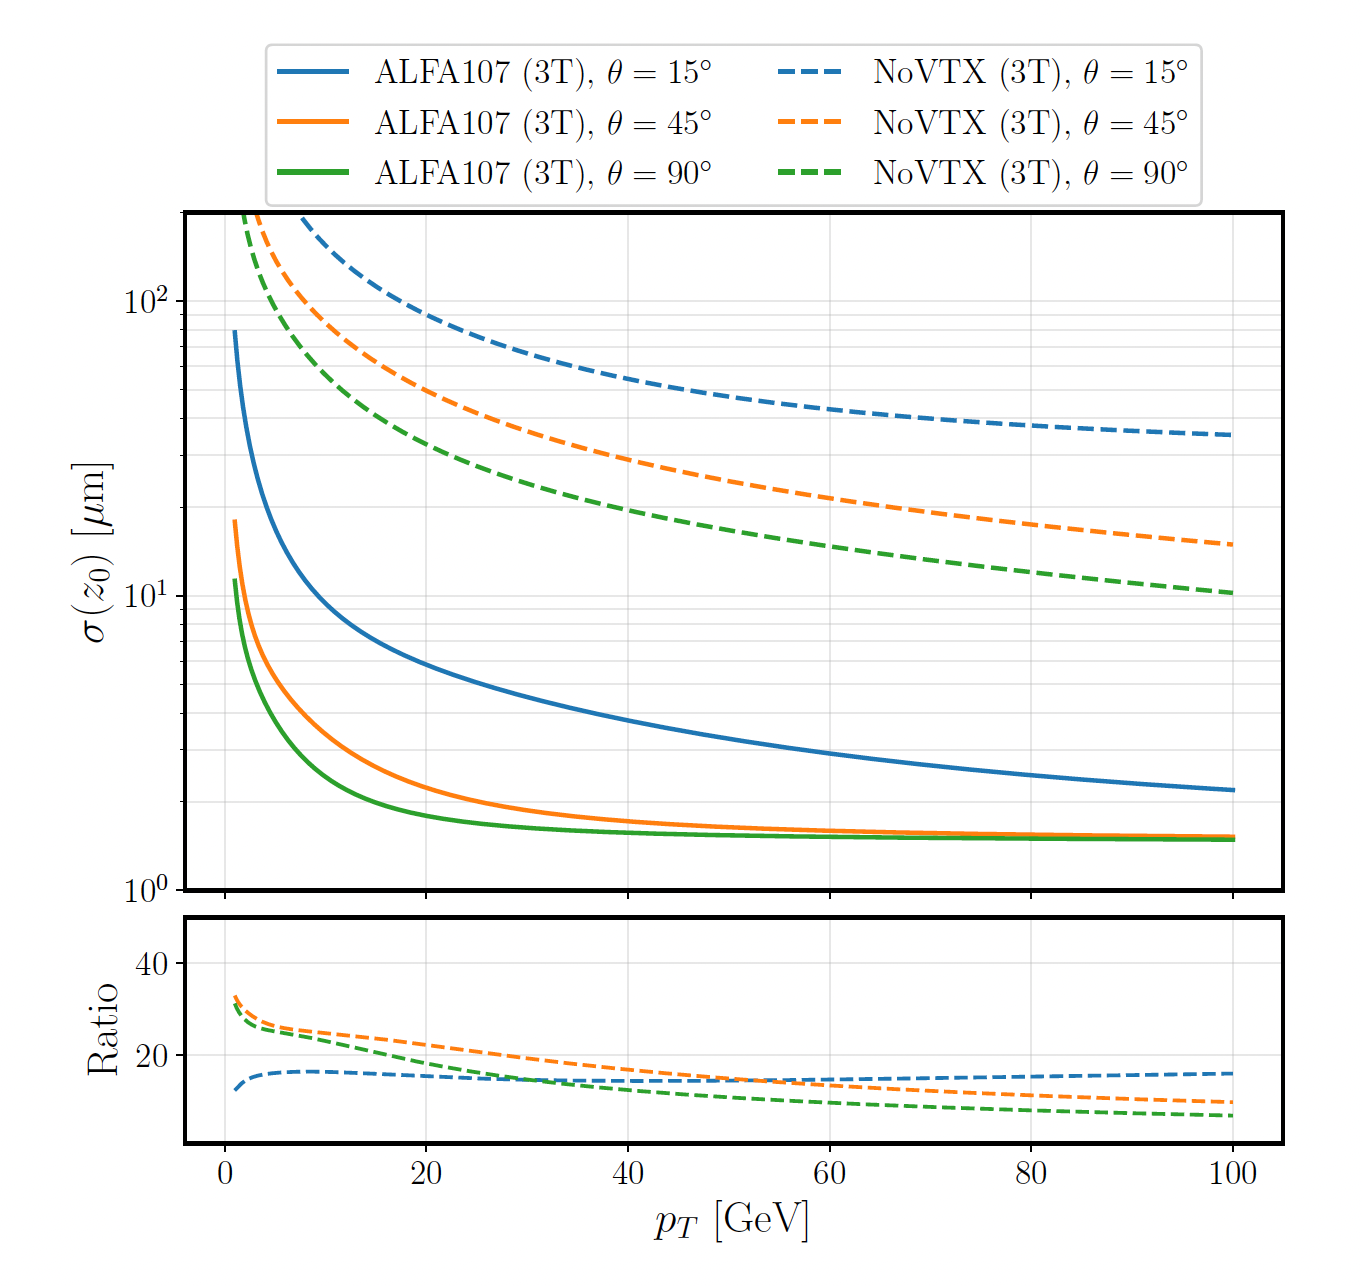 ALFA107 (3T), θ = 15° NoVTX (3T), θ = 15°
ALFA107 (3T), θ = 45° NoVTX (3T), θ = 45°
ALFA107 (3T), θ = 90° NoVTX (3T), θ = 90°
10²
σ(z₀) [μm]
10¹
10⁰
40
Ratio
20
0 20 40 60 80 100
p_T [GeV]